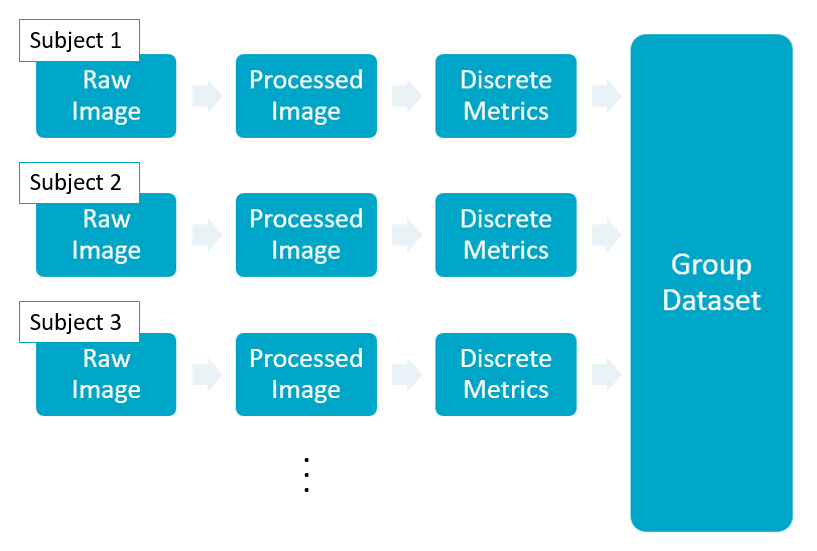 Subject 1
Raw
Image
Processed
Image
Discrete
Metrics
Subject 2
Raw
Image
Processed
Image
Discrete
Metrics
Group
Dataset
Subject 3
Raw
Image
Processed
Image
Discrete
Metrics
⋮